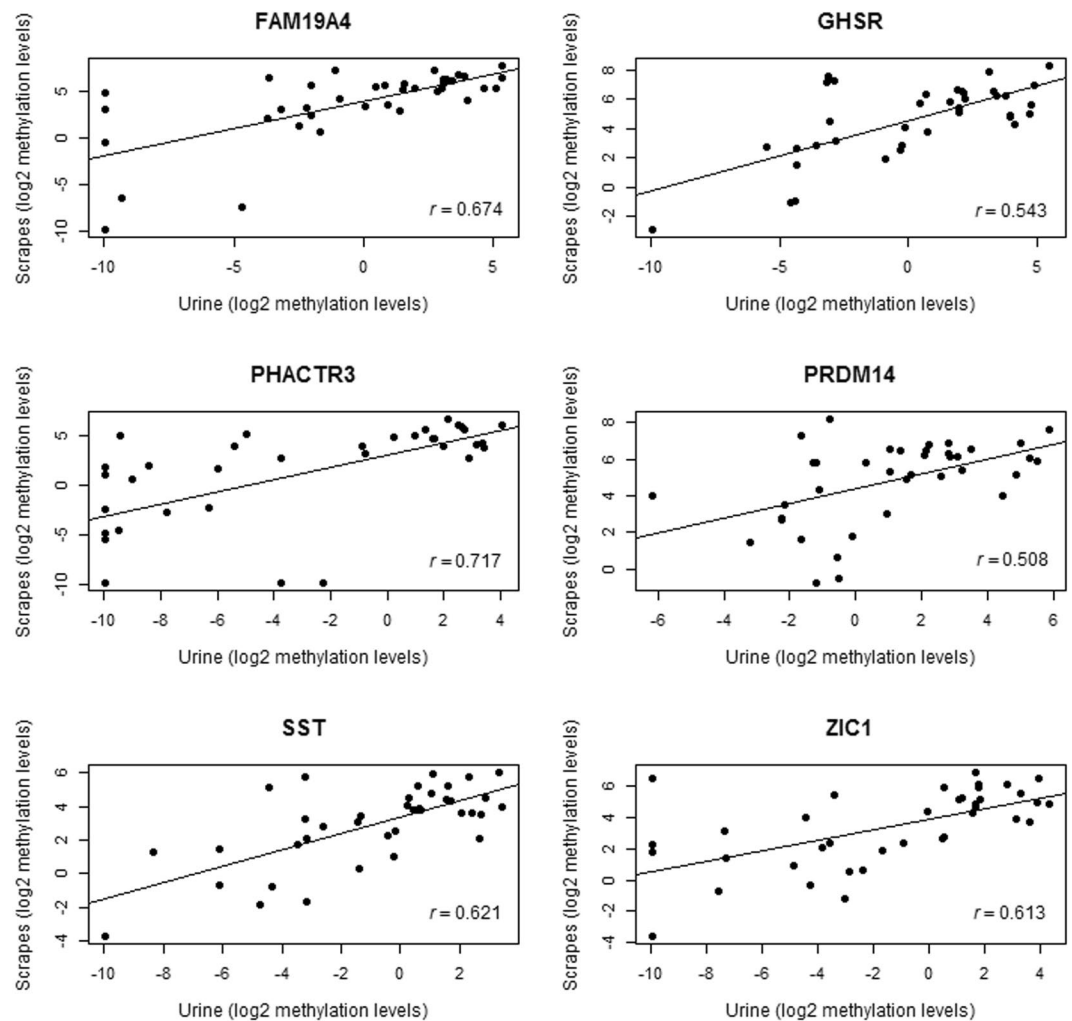 FAM19A4
Scrapes (log2 methylation levels)
5
0
-5
-10
r = 0.674
-10 -5 0 5
Urine (log2 methylation levels)
GHSR
Scrapes (log2 methylation levels)
8
6
4
2
0
-2
r = 0.543
-10 -5 0 5
Urine (log2 methylation levels)
PHACTR3
Scrapes (log2 methylation levels)
5
0
-5
-10
r = 0.717
-10 -8 -6 -4 -2 0 2 4
Urine (log2 methylation levels)
PRDM14
Scrapes (log2 methylation levels)
8
6
4
2
0
r = 0.508
-6 -4 -2 0 2 4 6
Urine (log2 methylation levels)
SST
Scrapes (log2 methylation levels)
6
4
2
0
-2
-4
r = 0.621
-10 -8 -6 -4 -2 0 2
Urine (log2 methylation levels)
ZIC1
Scrapes (log2 methylation levels)
6
4
2
0
-2
-4
r = 0.613
-10 -8 -6 -4 -2 0 2 4
Urine (log2 methylation levels)